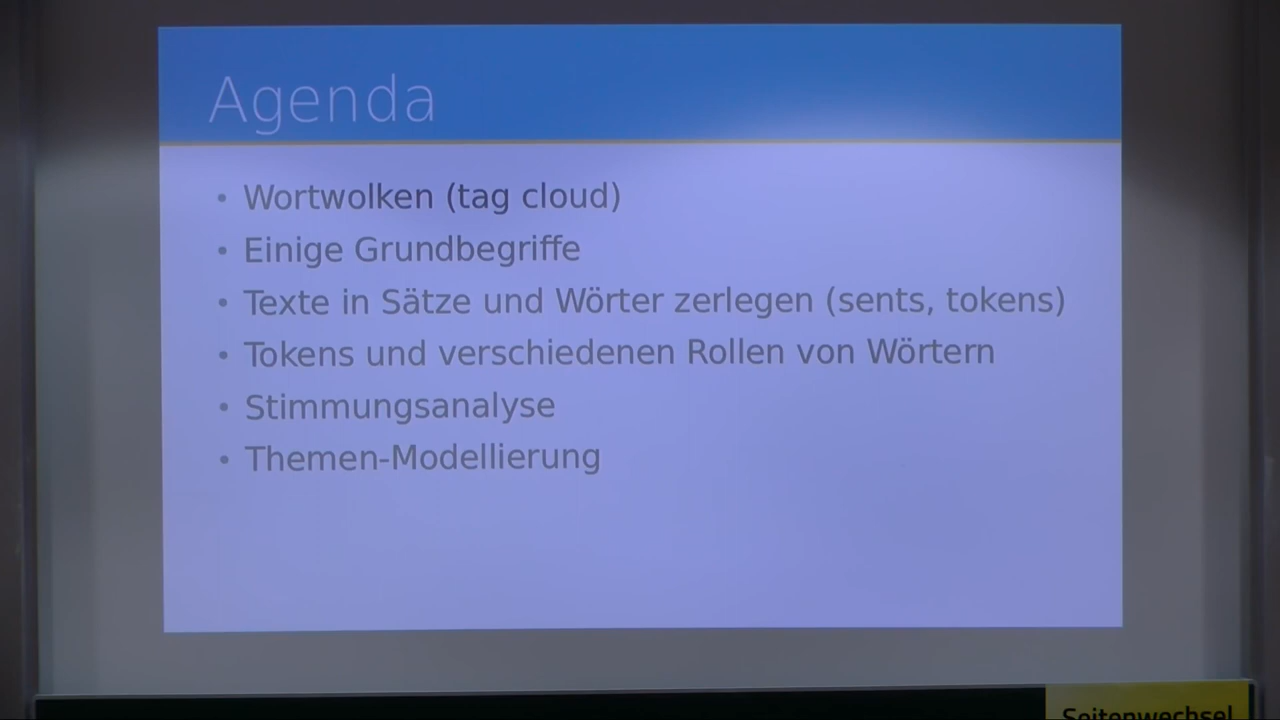 Agenda
• Wortwolken (tag cloud)
• Einige Grundbegriffe
• Texte in Sätze und Wörter zerlegen (sents, tokens)
• Tokens und verschiedenen Rollen von Wörtern
• Stimmungsanalyse
• Themen-Modellierung
Seitenwechsel